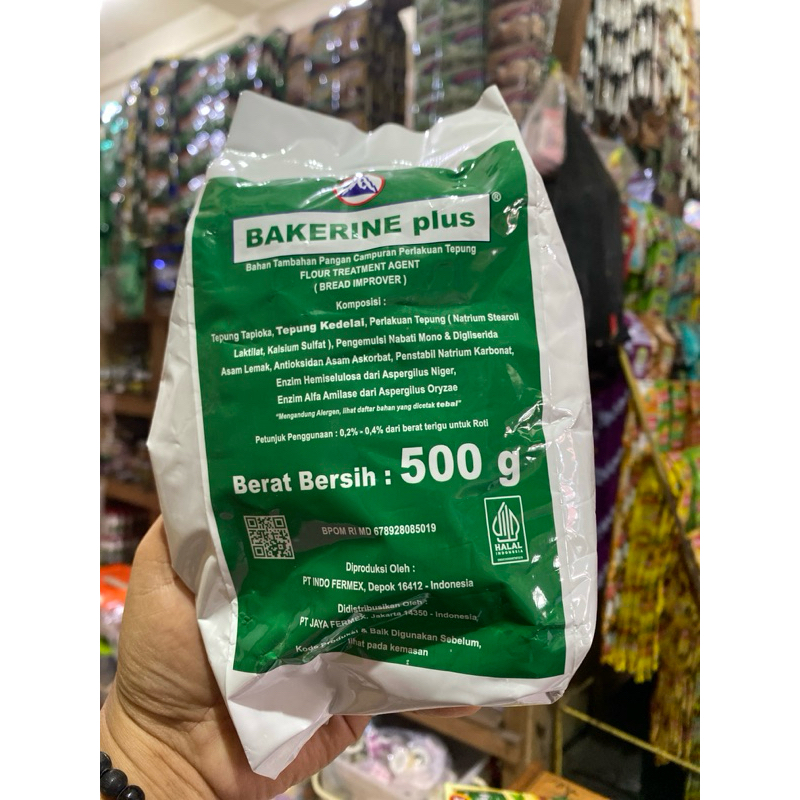 BAKERINE plus ®
Bahan Tambahan Pangan Campuran Perlakuan Tepung
FLOUR TREATMENT AGENT
( BREAD IMPROVER )
Komposisi :
Tepung Tapioka, Tepung Kedelai, Perlakuan Tepung ( Natrium Stearoil
Laktilat, Kalsium Sulfat ), Pengemulsi Nabati Mono & Digliserida
Asam Lemak, Antioksidan Asam Askorbat, Penstabil Natrium Karbonat,
Enzim Hemiselulosa dari Aspergilus Niger,
Enzim Alfa Amilase dari Aspergilus Oryzae
"Mengandung Alergen, lihat daftar bahan yang dicetak tebal"
Petunjuk Penggunaan : 0,2% - 0,4% dari berat terigu untuk Roti
Berat Bersih : 500 g
BPOM RI MD 678928085019
HALAL
INDONESIA
Diproduksi Oleh :
PT INDO FERMEX, Depok 16412 - Indonesia
Didistribusikan Oleh :
PT JAYA FERMEX, Jakarta 14350 - Indonesia,
Kode Produksi & Baik Digunakan Sebelum,
lihat pada kemasan